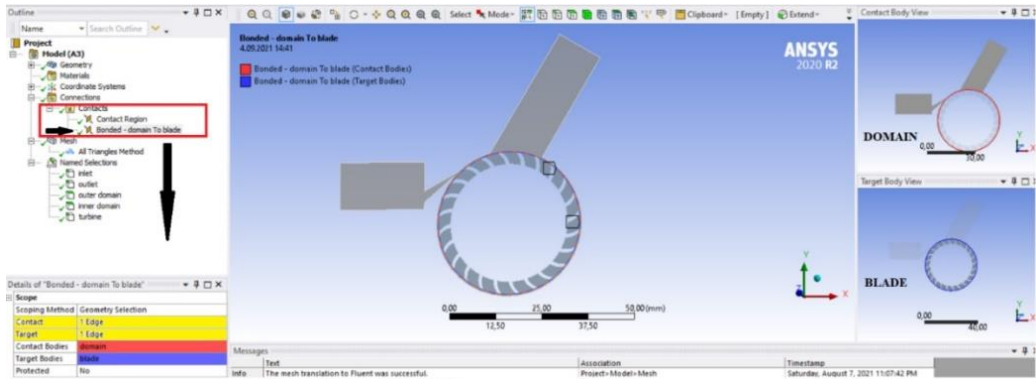 Outline
Name
Search Outline
Project
Model (A3)
Geometry
Materials
Coordinate Systems
Connections
Contacts
Contact Region
Bonded - domain To blade
Mesh
All Triangles Method
Named Selections
inlet
outlet
outer domain
inner domain
turbine
Details of "Bonded - domain To blade"
Scope
Scoping Method Geometry Selection
Contact 1 Edge
Target 1 Edge
Contact Bodies domain
Target Bodies blade
Protected No
Select Mode Clipboard [Empty] Extend
Bonded - domain To blade
4.09.2021 14:41
Bonded - domain To blade (Contact Bodies)
Bonded - domain To blade (Target Bodies)
ANSYS
2020 R2
0,00 25,00 50,00 (mm)
12,50 37,50
Y
X
Contact Body View
DOMAIN
0,00
Y
X
Target Body View
BLADE
0,00
40,00
Y
X
Messages
Text Association Timestamp
Info The mesh translation to Fluent was successful. Project>Model>Mesh Saturday, August 7, 2021 11:07:42 PM